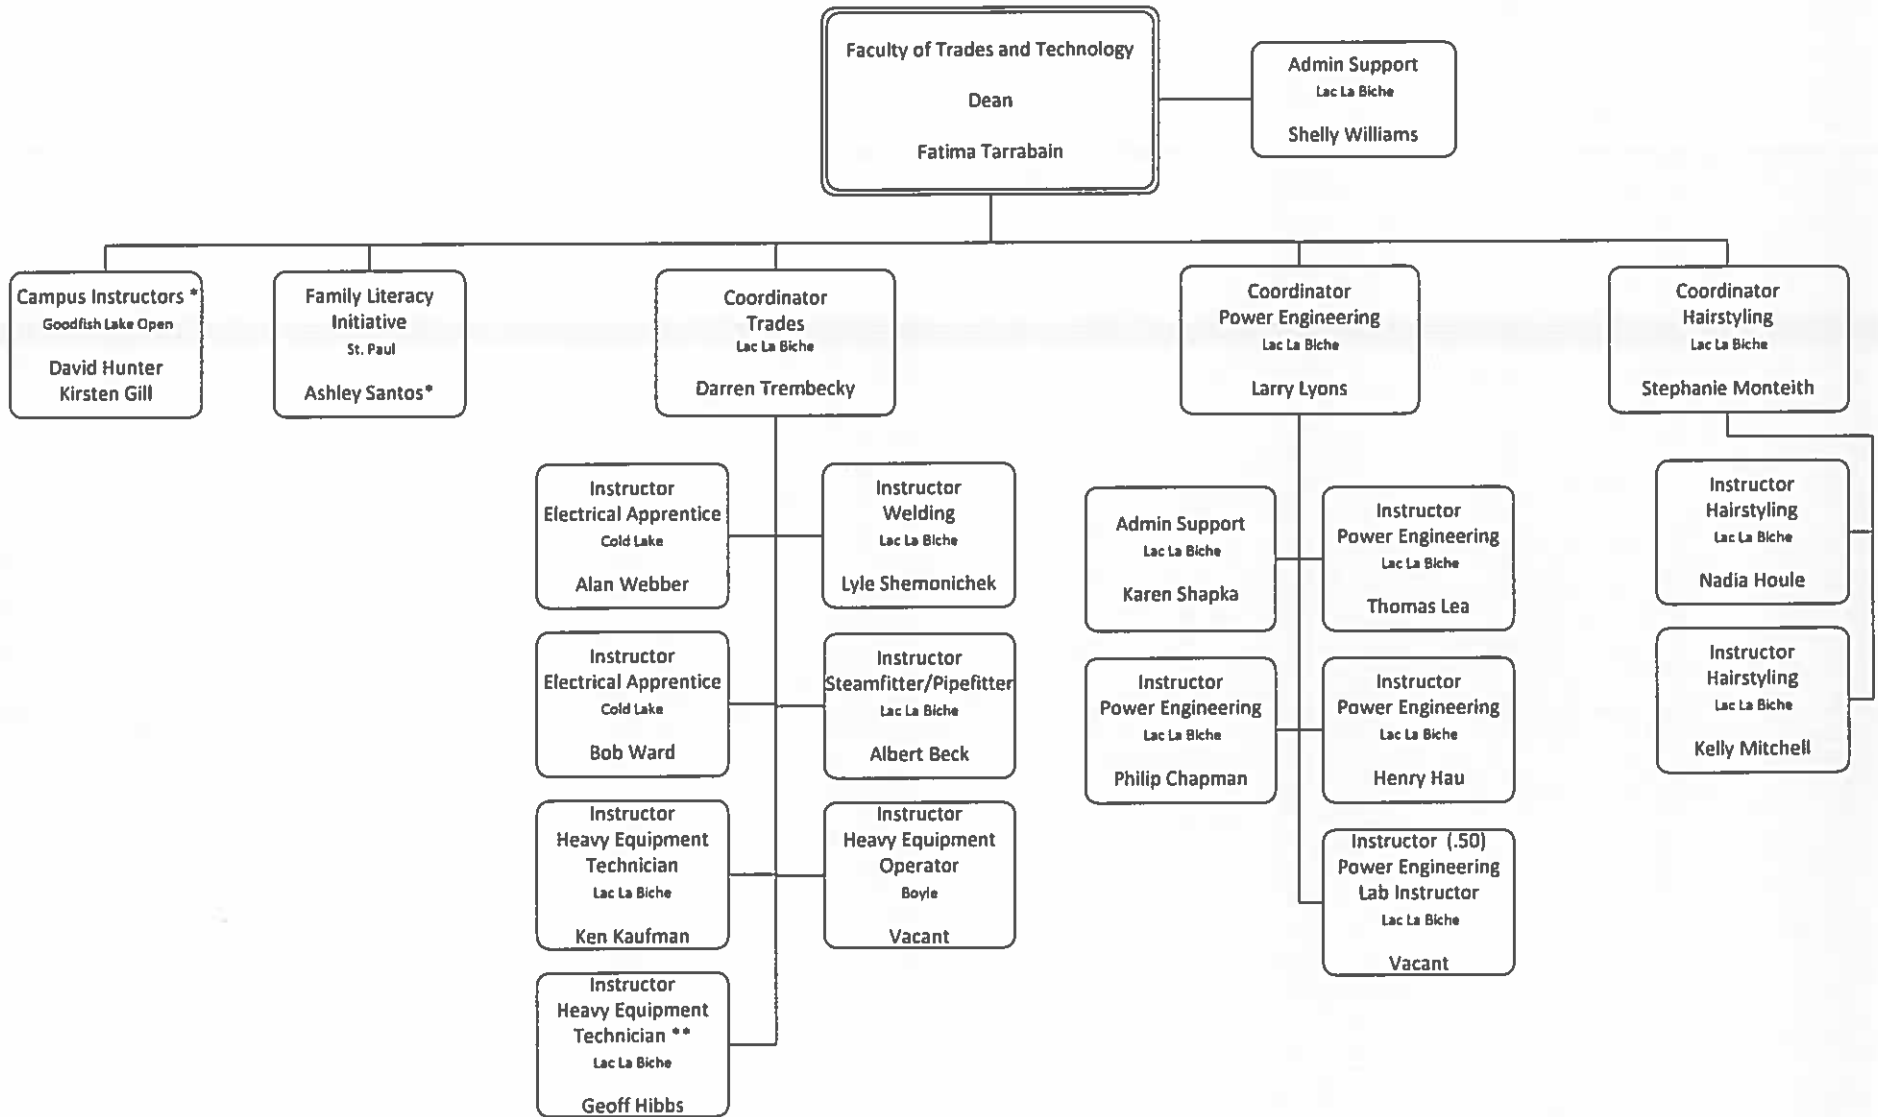 Faculty of Trades and Technology
Dean
Fatima Tarrabain
Admin Support
Lac La Biche
Shelly Williams
Campus Instructors *
Goodfish Lake Open
David Hunter
Kirsten Gill
Family Literacy
Initiative
St. Paul
Ashley Santos*
Coordinator
Trades
Lac La Biche
Darren Trembecky
Coordinator
Power Engineering
Lac La Biche
Larry Lyons
Coordinator
Hairstyling
Lac La Biche
Stephanie Monteith
Instructor
Electrical Apprentice
Cold Lake
Alan Webber
Instructor
Welding
Lac La Biche
Lyle Shemonichek
Instructor
Electrical Apprentice
Cold Lake
Bob Ward
Instructor
Steamfitter/Pipefitter
Lac La Biche
Albert Beck
Instructor
Heavy Equipment
Technician
Lac La Biche
Ken Kaufman
Instructor
Heavy Equipment
Operator
Boyle
Vacant
Instructor
Heavy Equipment
Technician **
Lac La Biche
Geoff Hibbs
Admin Support
Lac La Biche
Karen Shapka
Instructor
Power Engineering
Lac La Biche
Thomas Lea
Instructor
Power Engineering
Lac La Biche
Philip Chapman
Instructor
Power Engineering
Lac La Biche
Henry Hau
Instructor (.50)
Power Engineering
Lab Instructor
Lac La Biche
Vacant
Instructor
Hairstyling
Lac La Biche
Nadia Houle
Instructor
Hairstyling
Lac La Biche
Kelly Mitchell